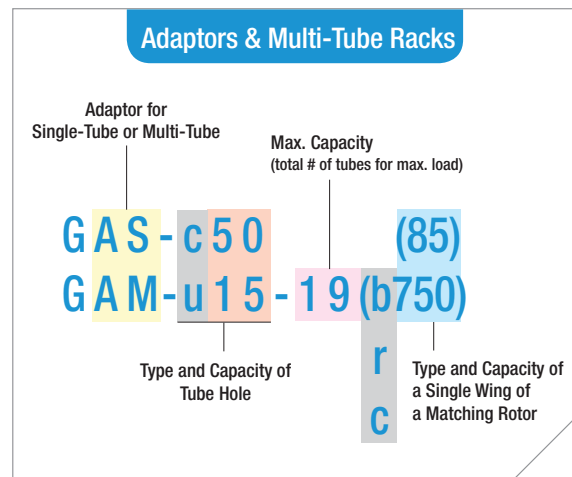 Adaptors & Multi-Tube Racks
Adaptor for
Single-Tube or Multi-Tube
Max. Capacity
(total # of tubes for max. load)
GAS-c50 (85)
GAM-u15-19(b750)
r
c
Type and Capacity of
Tube Hole
Type and Capacity of
a Single Wing of
a Matching Rotor